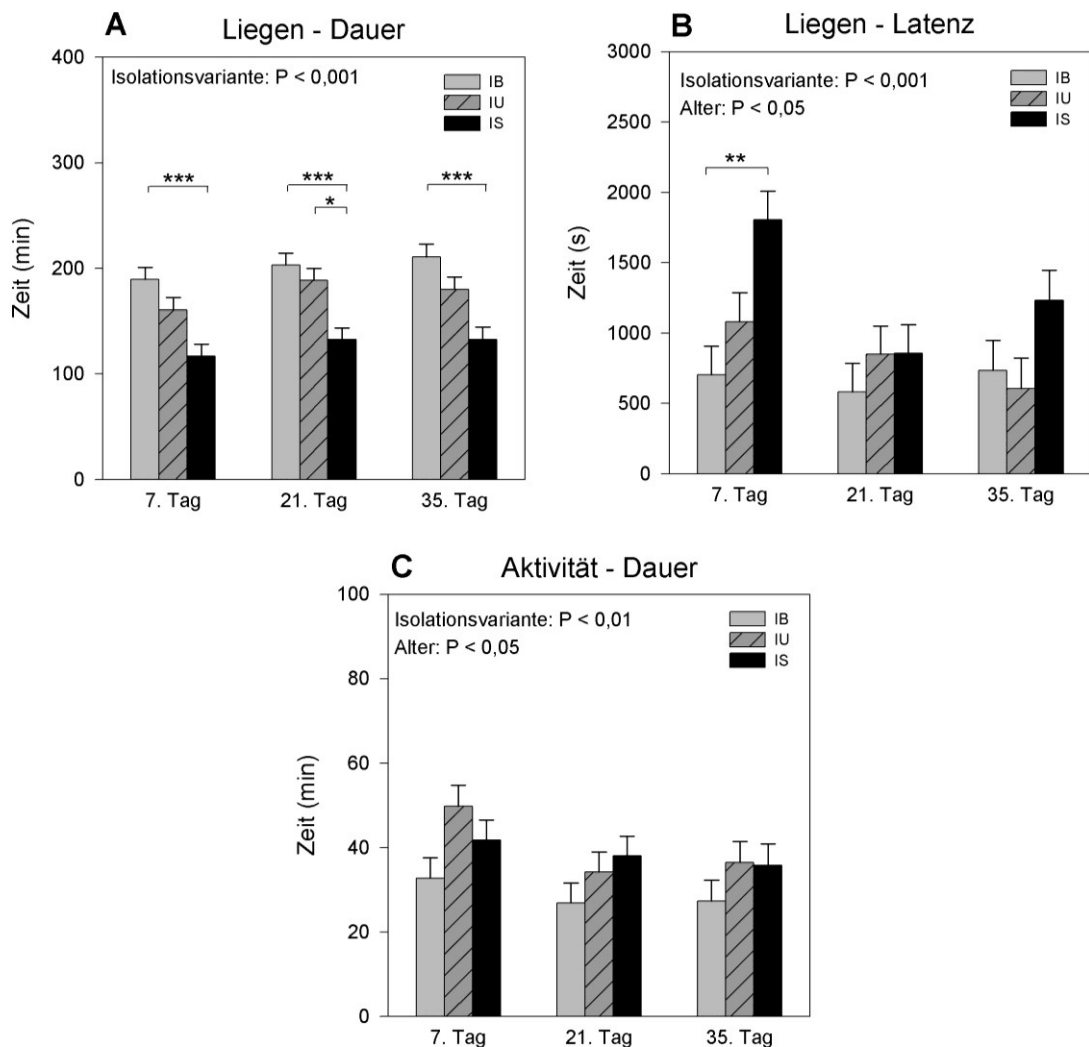 A Liegen - Dauer
400
300
200
100
0
Zeit (min)
Isolationsvariante: P < 0,001
IB
IU
IS
***
***
*
***
7. Tag
21. Tag
35. Tag
B Liegen - Latenz
3000
2500
2000
1500
1000
500
0
Zeit (s)
Isolationsvariante: P < 0,001
Alter: P < 0,05
IB
IU
IS
**
7. Tag
21. Tag
35. Tag
C Aktivität - Dauer
100
80
60
40
20
0
Zeit (min)
Isolationsvariante: P < 0,01
Alter: P < 0,05
IB
IU
IS
7. Tag
21. Tag
35. Tag